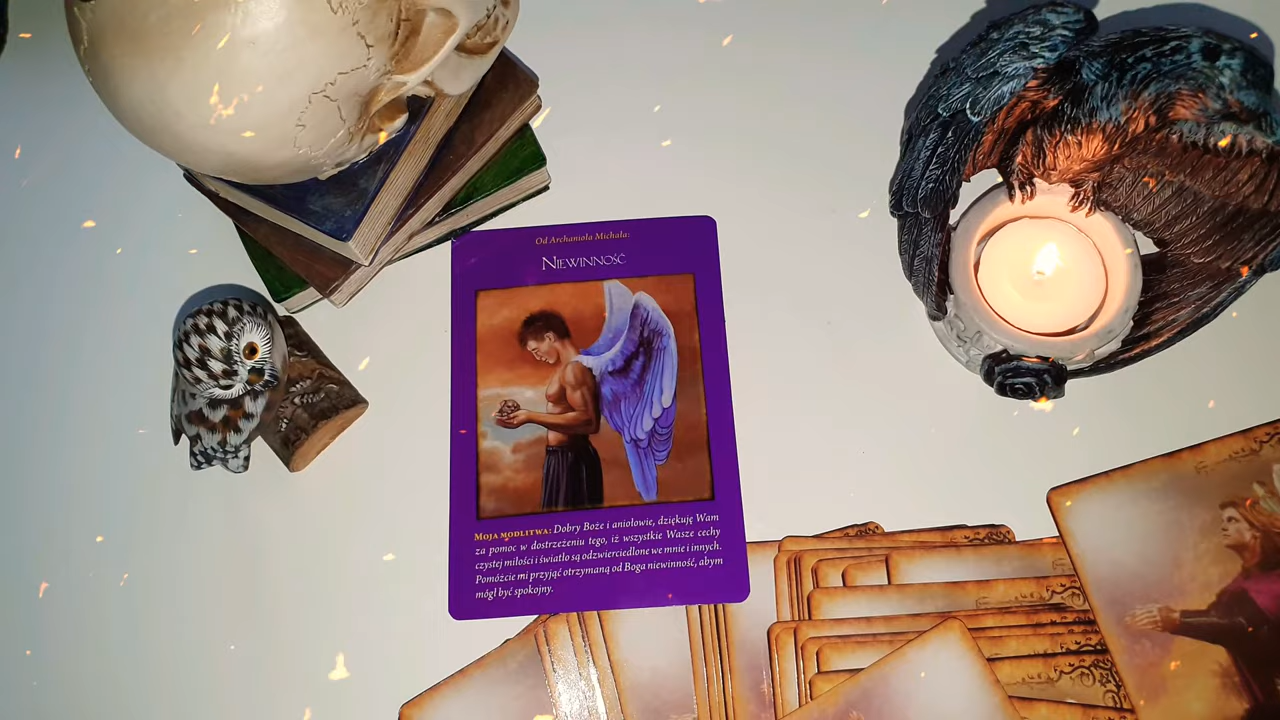 Od Archanioła Michała:
Niewinność
Moja modlitwa: Dobry Boże i aniołowie, dziękuję Wam
za pomoc w dostrzeżeniu tego, iż wszystkie Wasze cechy
czystej miłości i światło są odzwierciedlone we mnie i innych.
Pomóżcie mi przyjąć otrzymaną od Boga niewinność, abym
mógł być spokojny.